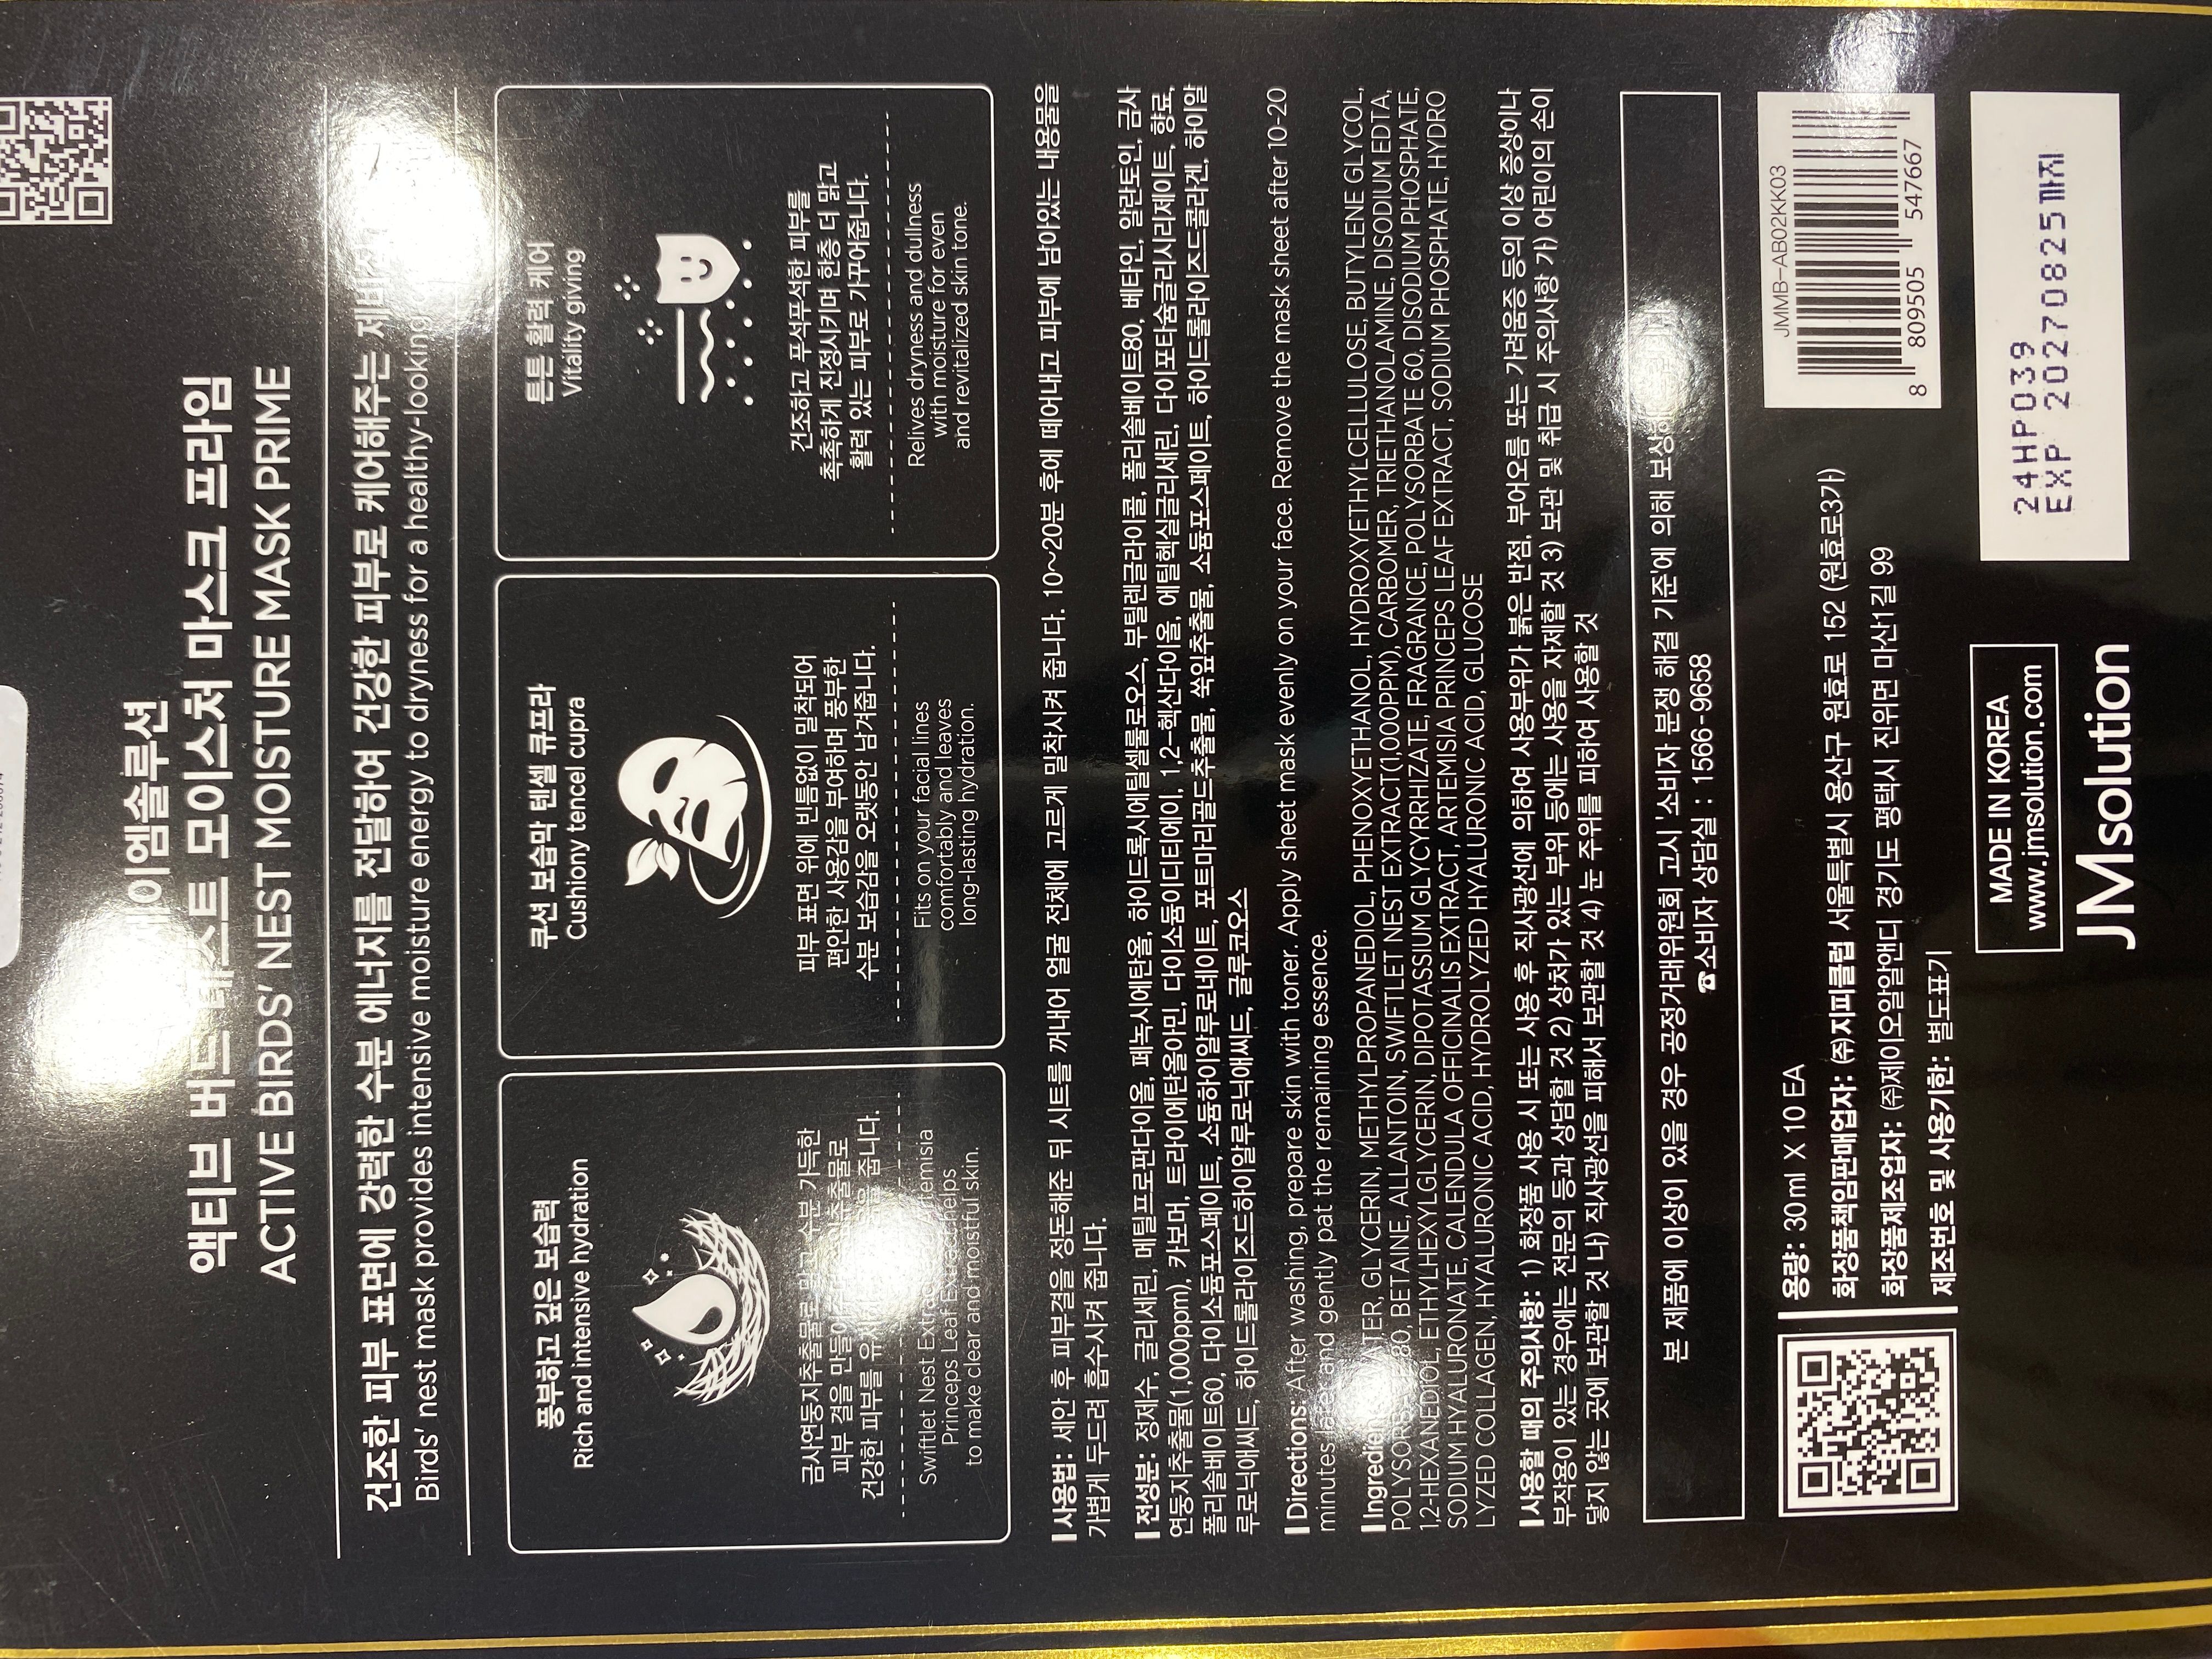 제이엠솔루션
액티브 버드네스트 모이스처 마스크 프라임
ACTIVE BIRDS' NEST MOISTURE MASK PRIME
건조한 피부 표면에 강력한 수분 에너지를 전달하여 건강한 피부로 케어해주는
Birds' nest mask provides intensive moisture energy to dryness for a healthy-looking
풍부하고 깊은 보습력
Rich and intensive hydration
금사연둥지추출물로 맑고 수분 가득한
피부 결을 만들어
건강한 피부를 줍니다.
Swiftlet Nest Extract
Princeps Leaf Extract helps
to make clear and moistful skin.
쿠션 보습막 텐셀 큐프라
Cushiony tencel cupra
피부 표면 위에 빈틈없이 밀착되어
편안한 사용감을 부여하며 풍부한
수분 보습감을 오랫동안 남겨줍니다.
Fits on your facial lines
comfortably and leaves
long-lasting hydration.
튼튼 활력 케어
Vitality giving
건조하고 푸석푸석한 피부를
촉촉하게 진정시키며 한층 더 맑고
활력 있는 피부로 가꾸어줍니다.
Relives dryness and dullness
with moisture for even
and revitalized skin tone.
사용법: 세안 후 피부결을 정돈해준 뒤 시트를 꺼내어 얼굴 전체에 고르게 밀착시켜 줍니다. 10~20분 후에 떼어내고 피부에 남아있는 내용물을
가볍게 두드려 흡수시켜 줍니다.
전성분: 정제수, 글리세린, 메틸프로판다이올, 페녹시에탄올, 하이드록시에틸셀룰로오스, 부틸렌글라이콜, 폴리솔베이트80, 베타인, 알란토인, 금사
연둥지추출물(1,000ppm), 카보머, 트라이에탄올아민, 다이소듐이디티에이, 1,2-헥산다이올, 에틸헥실글리세린, 다이포타슘글리시리제이트, 향료,
폴리솔베이트60, 다이소듐포스페이트, 소듐하이알루로네이트, 포트마리골드추출물, 쑥잎추출물, 소듐포스페이트, 하이드롤라이즈드콜라겐, 하이알
루로닉애씨드, 하이드롤라이즈드하이알루로닉애씨드, 글루코오스
Directions: After washing, prepare skin with toner. Apply sheet mask evenly on your face. Remove the mask sheet after 10-20
minutes later and gently pat the remaining essence.
GLYCERIN, METHYLPROPANEDIOL, PHENOXYETHANOL, HYDROXYETHYLCELLULOSE, BUTYLENE GLYCOL,
BETAINE, ALLANTOIN, SWIFTLET NEST EXTRACT(1,000PPM), CARBOMER, TRIETHANOLAMINE, DISODIUM EDTA,
1,2-HEXANEDIOL, ETHYLHEXYLGLYCERIN, DIPOTASSIUM GLYCYRRHIZATE, FRAGRANCE, POLYSORBATE 60, DISODIUM PHOSPHATE,
SODIUM HYALURONATE, CALENDULA OFFICINALIS EXTRACT, ARTEMISIA PRINCEPS LEAF EXTRACT, SODIUM PHOSPHATE, HYDRO
LYZED COLLAGEN, HYALURONIC ACID, HYDROLYZED HYALURONIC ACID, GLUCOSE
사용할 때의 주의사항: 1) 화장품 사용 시 또는 사용 후 직사광선에 의하여 사용부위가 붉은 반점, 부어오름 또는 가려움증 등의 이상 증상이나
부작용이 있는 경우에는 전문의 등과 상담할 것 2) 상처가 있는 부위 등에는 사용을 자제할 것 3) 보관 및 취급 시 주의사항 가) 어린이의 손이
닿지 않는 곳에 보관할 것 나) 직사광선을 피해서 보관할 것 4) 눈 주위를 피하여 사용할 것
본 제품에 이상이 있을 경우 공정거래위원회 고시 '소비자 분쟁 해결 기준'에 의해
☎소비자 상담실 : 1566-9658
용량: 30ml X 10 EA
화장품책임판매업자: (주)지피클럽 서울특별시 용산구 원효로 152 (원효로3가)
화장품제조업자: (주)제이오알앤디 경기도 평택시 진위면 마산1길 99
제조번호 및 사용기한: 별도표기
JMMB-AB02KK03
8 809505 547667
MADE IN KOREA
www.jmsolution.com
JMsolution
24HP039
EXP 20270825까지